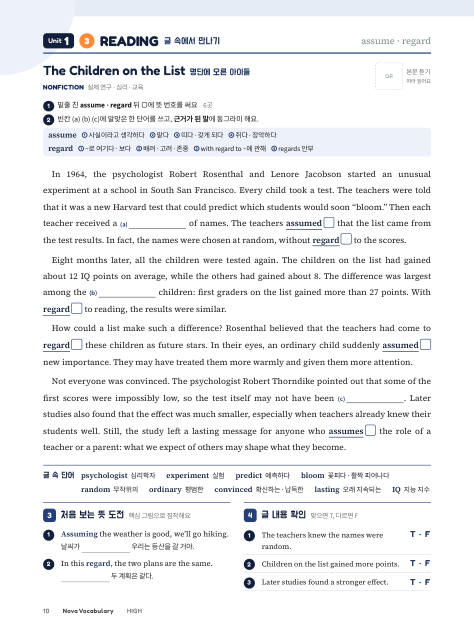 Unit 1 3 READING 글 속에서 만나기 assume · regard
The Children on the List 명단에 오른 아이들
NONFICTION 실제 연구 · 심리 · 교육
QR 본문 듣기
따라 읽어요
1 밑줄 친 assume · regard 뒤 □에 뜻 번호를 써요 6곳
2 빈칸 (a) (b) (c)에 알맞은 한 단어를 쓰고, 근거가 된 말에 동그라미 해요.
assume ① 사실이라고 생각하다 ② 맡다 ③ 띠다 · 갖게 되다 ④ 쥐다 · 장악하다
regard ① ~로 여기다 · 보다 ② 배려 · 고려 · 존중 ③ with regard to ~에 관해 ④ regards 안부
In 1964, the psychologist Robert Rosenthal and Lenore Jacobson started an unusual
experiment at a school in South San Francisco. Every child took a test. The teachers were told
that it was a new Harvard test that could predict which students would soon “bloom.” Then each
teacher received a (a) ____________ of names. The teachers assumed □ that the list came from
the test results. In fact, the names were chosen at random, without regard □ to the scores.
Eight months later, all the children were tested again. The children on the list had gained
about 12 IQ points on average, while the others had gained about 8. The difference was largest
among the (b) ____________ children: first graders on the list gained more than 27 points. With
regard □ to reading, the results were similar.
How could a list make such a difference? Rosenthal believed that the teachers had come to
regard □ these children as future stars. In their eyes, an ordinary child suddenly assumed □
new importance. They may have treated them more warmly and given them more attention.
Not everyone was convinced. The psychologist Robert Thorndike pointed out that some of the
first scores were impossibly low, so the test itself may not have been (c) ____________. Later
studies also found that the effect was much smaller, especially when teachers already knew their
students well. Still, the study left a lasting message for anyone who assumes □ the role of a
teacher or a parent: what we expect of others may shape what they become.
글 속 단어 psychologist 심리학자 experiment 실험 predict 예측하다 bloom 꽃피다 · 활짝 피어나다
random 무작위의 ordinary 평범한 convinced 확신하는 · 납득한 lasting 오래 지속되는 IQ 지능 지수
3 처음 보는 뜻 도전 핵심 그림으로 짐작해요
1 Assuming the weather is good, we’ll go hiking.
날씨가 ____________ 우리는 등산을 갈 거야.
2 In this regard, the two plans are the same.
____________ 두 계획은 같다.
4 글 내용 확인 맞으면 T, 다르면 F
1 The teachers knew the names were random. T · F
2 Children on the list gained more points. T · F
3 Later studies found a stronger effect. T · F
10 Nova Vocabulary HIGH